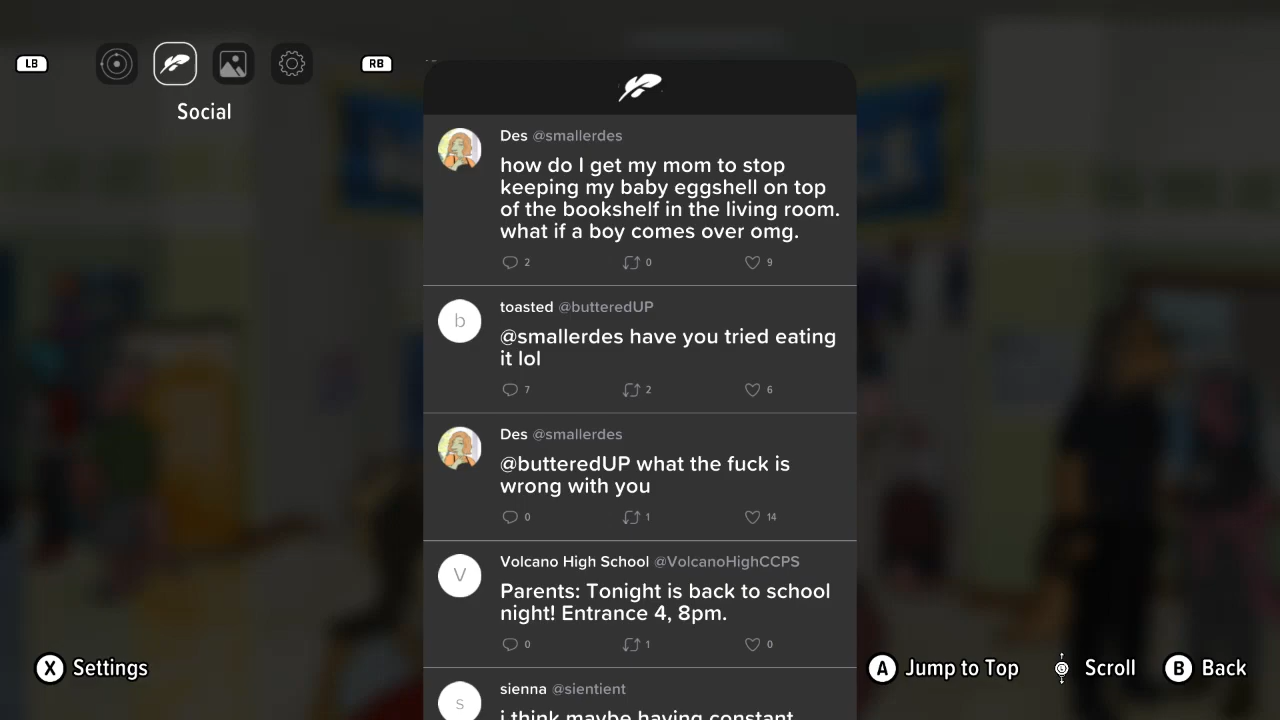 LB
RB
Social
Des @smallerdes
how do I get my mom to stop
keeping my baby eggshell on top
of the bookshelf in the living room.
what if a boy comes over omg.
2 0 9
b
toasted @butteredUP
@smallerdes have you tried eating
it lol
7 2 6
Des @smallerdes
@butteredUP what the fuck is
wrong with you
0 1 14
V
Volcano High School @VolcanoHighCCPS
Parents: Tonight is back to school
night! Entrance 4, 8pm.
0 1 0
s
sienna @sientient
i think maybe having constant
X Settings
A Jump to Top
Scroll
B Back